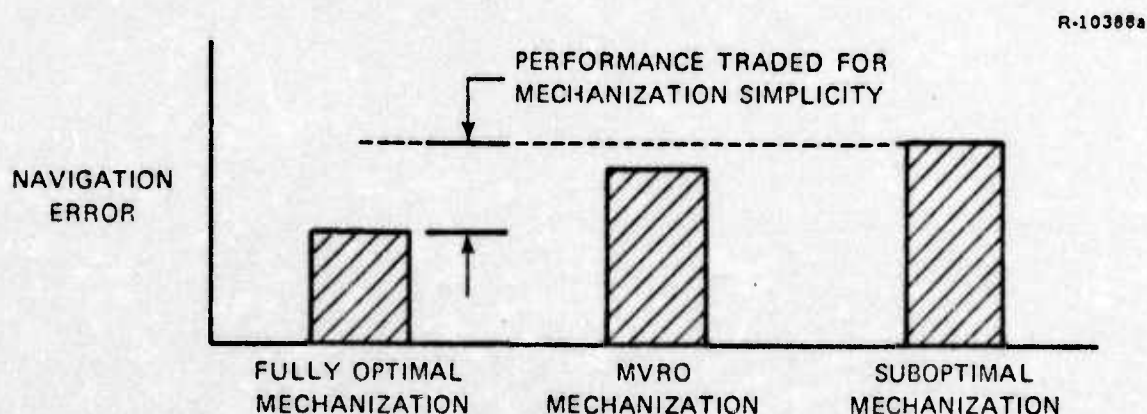 R-10388a
PERFORMANCE TRADED FOR
MECHANIZATION SIMPLICITY
NAVIGATION
ERROR
FULLY OPTIMAL
MECHANIZATION
MVRO
MECHANIZATION
SUBOPTIMAL
MECHANIZATION